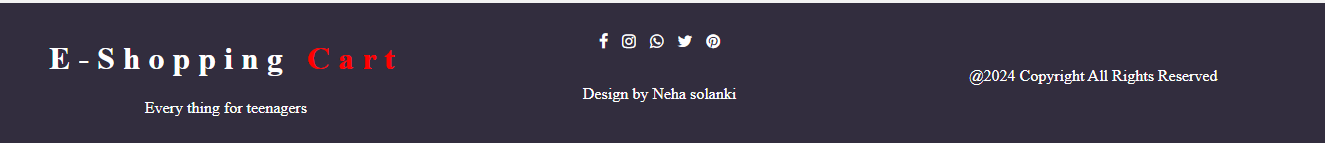 E-Shopping Cart
Every thing for teenagers
Design by Neha solanki
@2024 Copyright All Rights Reserved